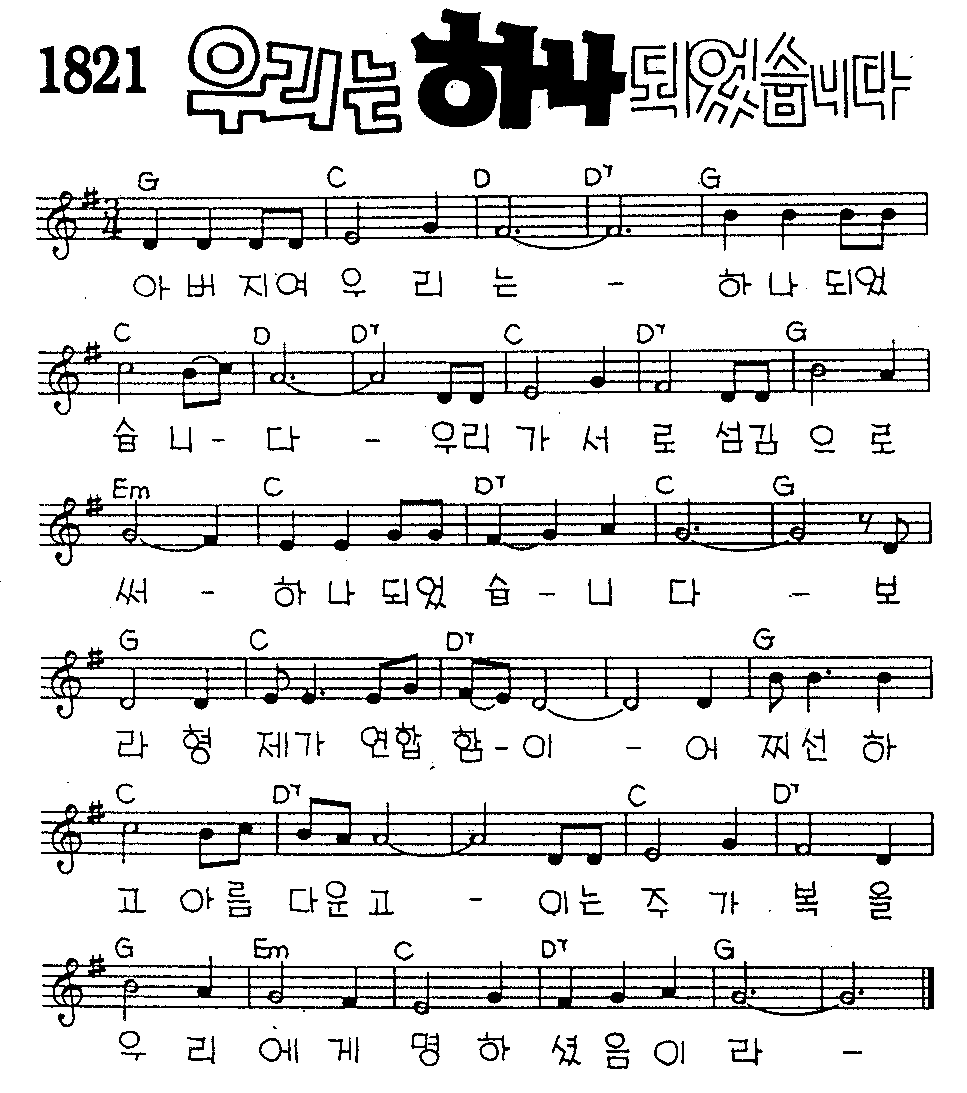 1821 우리는 하나 되었습니다
G C D D7 G
3/4
아 버 지여 우 리 는 - 하 나 되었
C D D7 C D7 G
습 니 - 다 - 우리 가 서 로 섬김 으 로
Em C D7 C G
써 - 하 나 되었 습 - 니 다 - 보
G C D7 G
라 형 제가 연합 함 - 이 - 어 찌선 하
C D7 C D7
고 아름 다운 고 - 이는 주 가 복 을
G Em C D7 G
우 리 에 게 명 하 셨 음 이 라 -